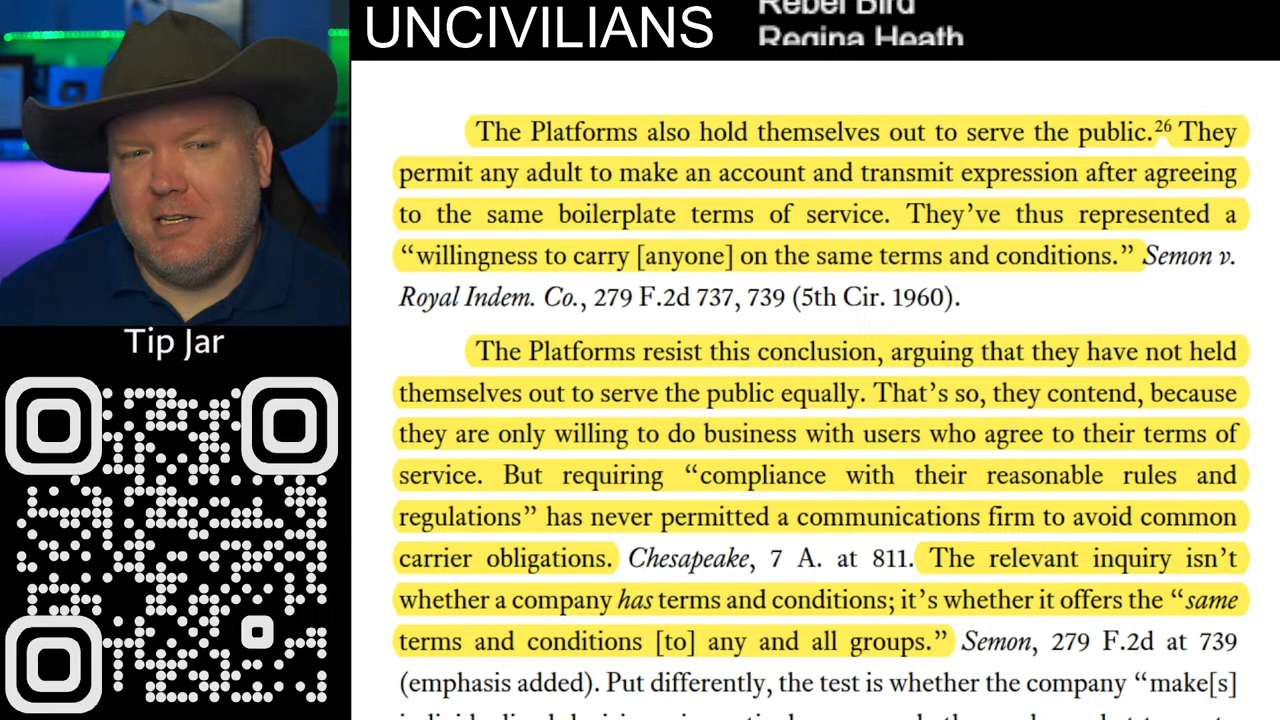 UNCIVILIANS
Rebel Bird
Regina Heath
Tip Jar
The Platforms also hold themselves out to serve the public.26 They
permit any adult to make an account and transmit expression after agreeing
to the same boilerplate terms of service. They’ve thus represented a
“willingness to carry [anyone] on the same terms and conditions.” Semon v.
Royal Indem. Co., 279 F.2d 737, 739 (5th Cir. 1960).
The Platforms resist this conclusion, arguing that they have not held
themselves out to serve the public equally. That’s so, they contend, because
they are only willing to do business with users who agree to their terms of
service. But requiring “compliance with their reasonable rules and
regulations” has never permitted a communications firm to avoid common
carrier obligations. Chesapeake, 7 A. at 811. The relevant inquiry isn’t
whether a company has terms and conditions; it’s whether it offers the “same
terms and conditions [to] any and all groups.” Semon, 279 F.2d at 739
(emphasis added). Put differently, the test is whether the company “make[s]